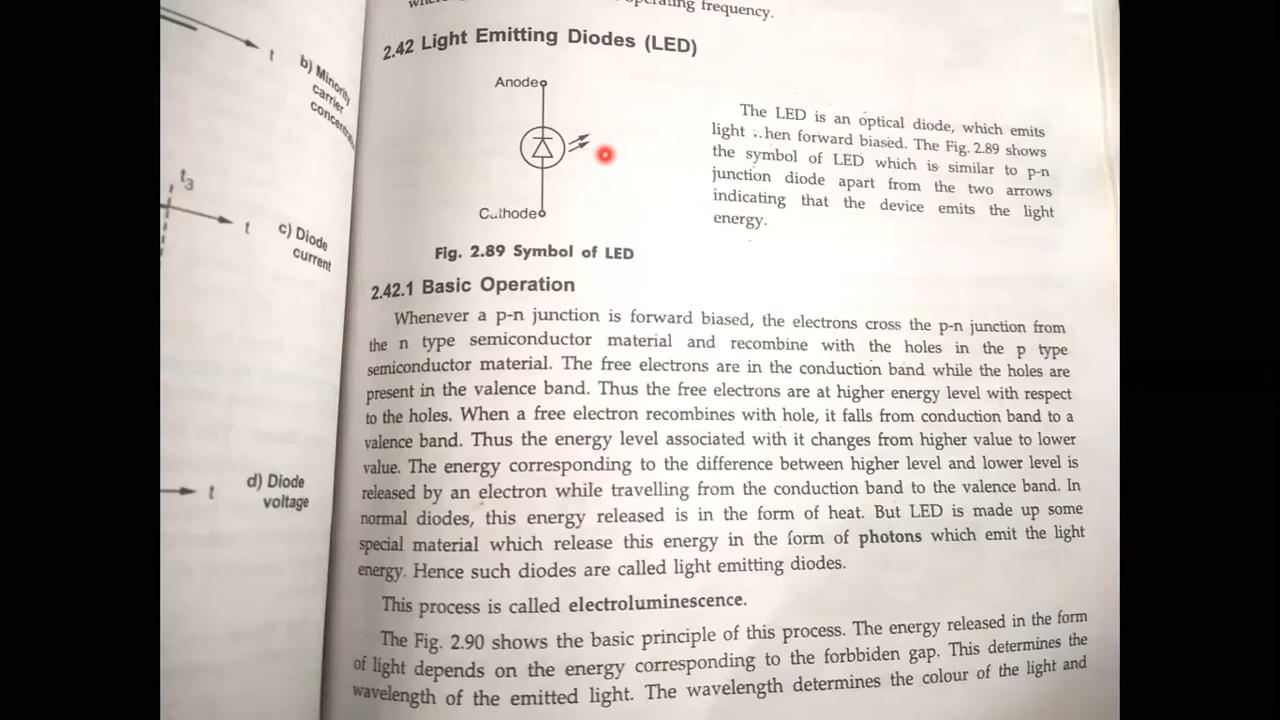 operating frequency.
2.42 Light Emitting Diodes (LED)
Anode
Cathode
Fig. 2.89 Symbol of LED
The LED is an optical diode, which emits
light hen forward biased. The Fig. 2.89 shows
the symbol of LED which is similar to p-n
junction diode apart from the two arrows
indicating that the device emits the light
energy.
2.42.1 Basic Operation
Whenever a p-n junction is forward biased, the electrons cross the p-n junction from
the n type semiconductor material and recombine with the holes in the p type
semiconductor material. The free electrons are in the conduction band while the holes are
present in the valence band. Thus the free electrons are at higher energy level with respect
to the holes. When a free electron recombines with hole, it falls from conduction band to a
valence band. Thus the energy level associated with it changes from higher value to lower
value. The energy corresponding to the difference between higher level and lower level is
released by an electron while travelling from the conduction band to the valence band. In
normal diodes, this energy released is in the form of heat. But LED is made up some
special material which release this energy in the form of photons which emit the light
energy. Hence such diodes are called light emitting diodes.
This process is called electroluminescence.
The Fig. 2.90 shows the basic principle of this process. The energy released in the form
of light depends on the energy corresponding to the forbbiden gap. This determines the
wavelength of the emitted light. The wavelength determines the colour of the light and
t
b) Minority
carrier
t3
t
c) Diode
current
t
d) Diode
voltage